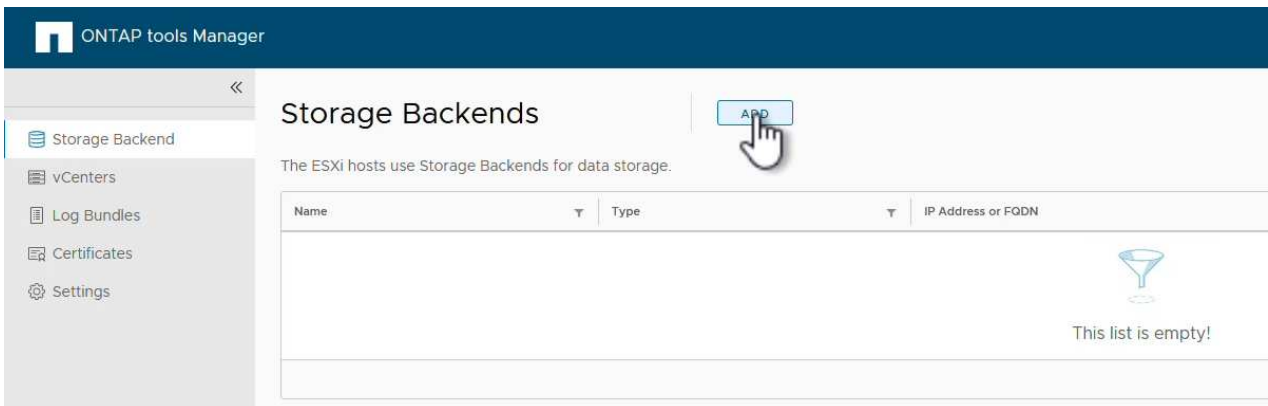 ONTAP tools Manager
Storage Backends
ADD
Storage Backend
The ESXi hosts use Storage Backends for data storage.
vCenters
Name Type IP Address or FQDN
Log Bundles
Certificates
Settings
This list is empty!